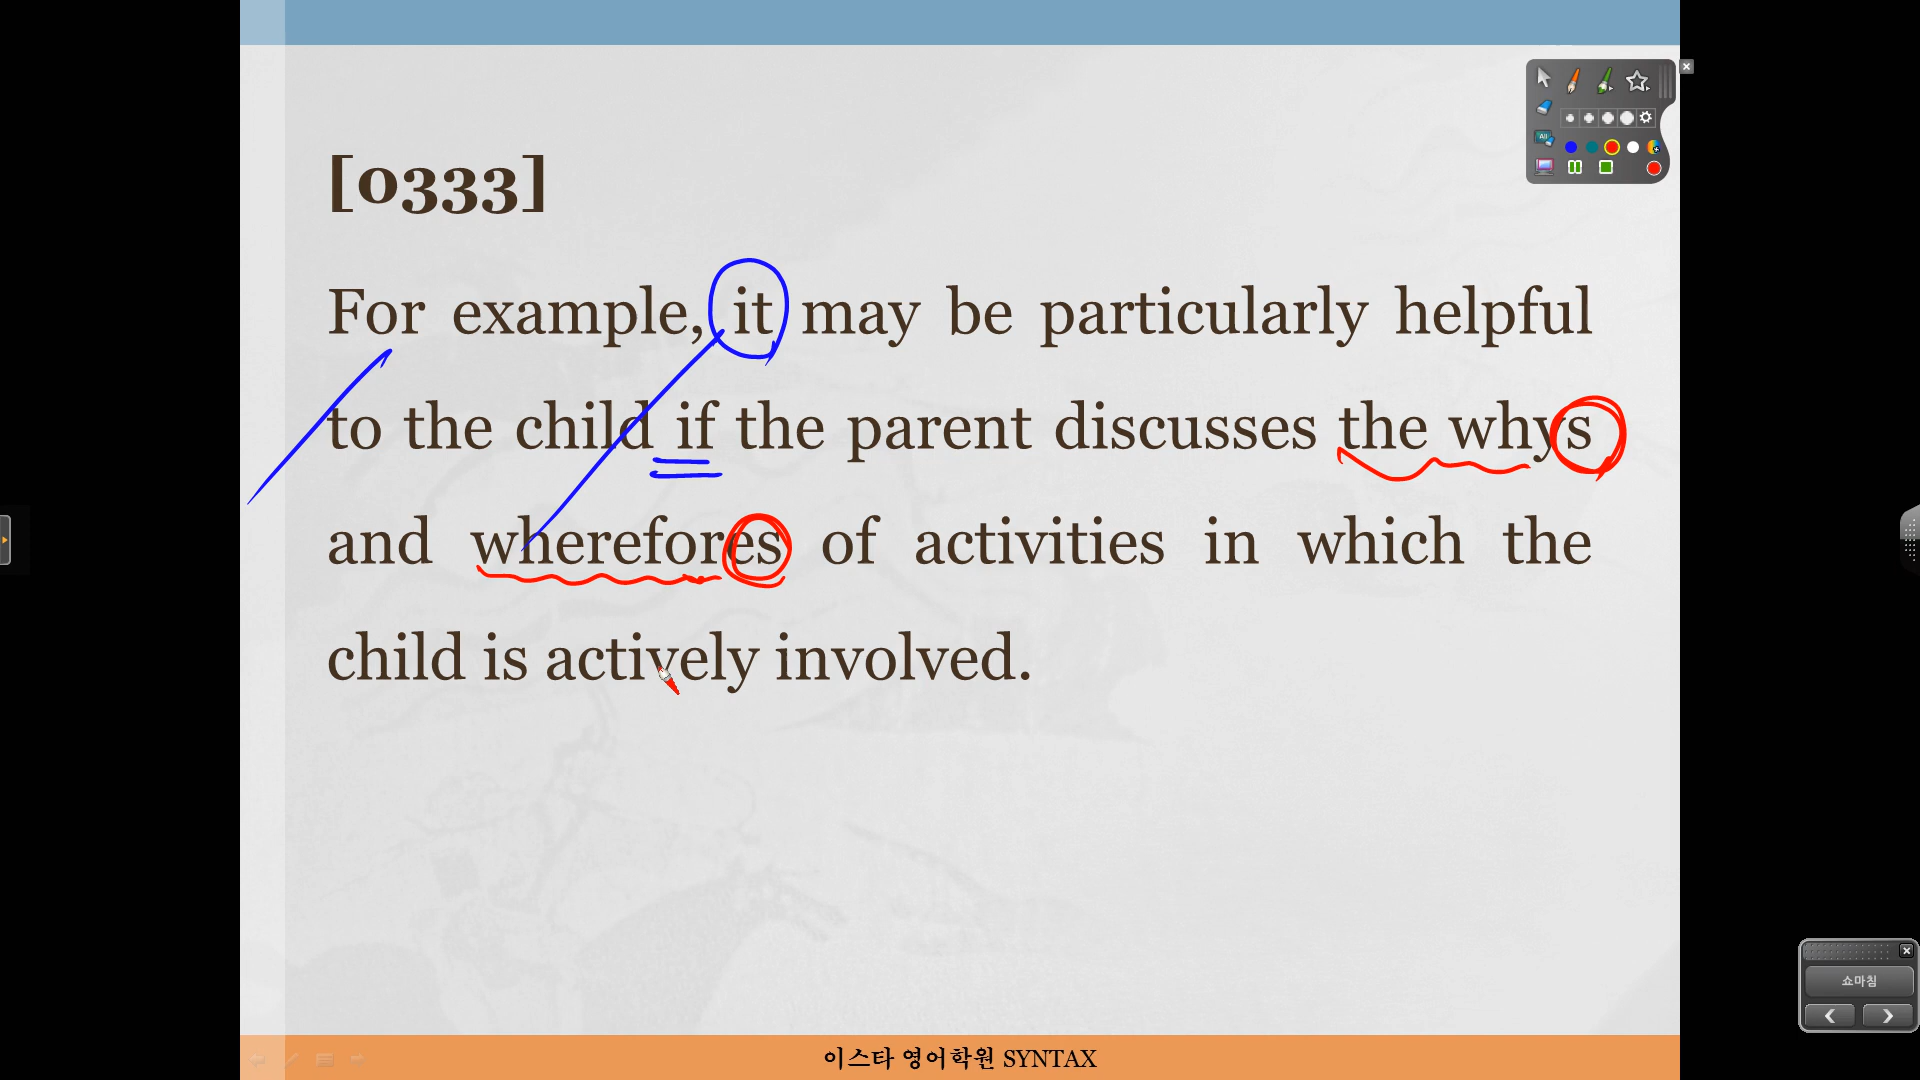 [0333]
For example, it may be particularly helpful
to the child if the parent discusses the whys
and wherefores of activities in which the
child is actively involved.
All
쇼마침
이스타 영어학원 SYNTAX